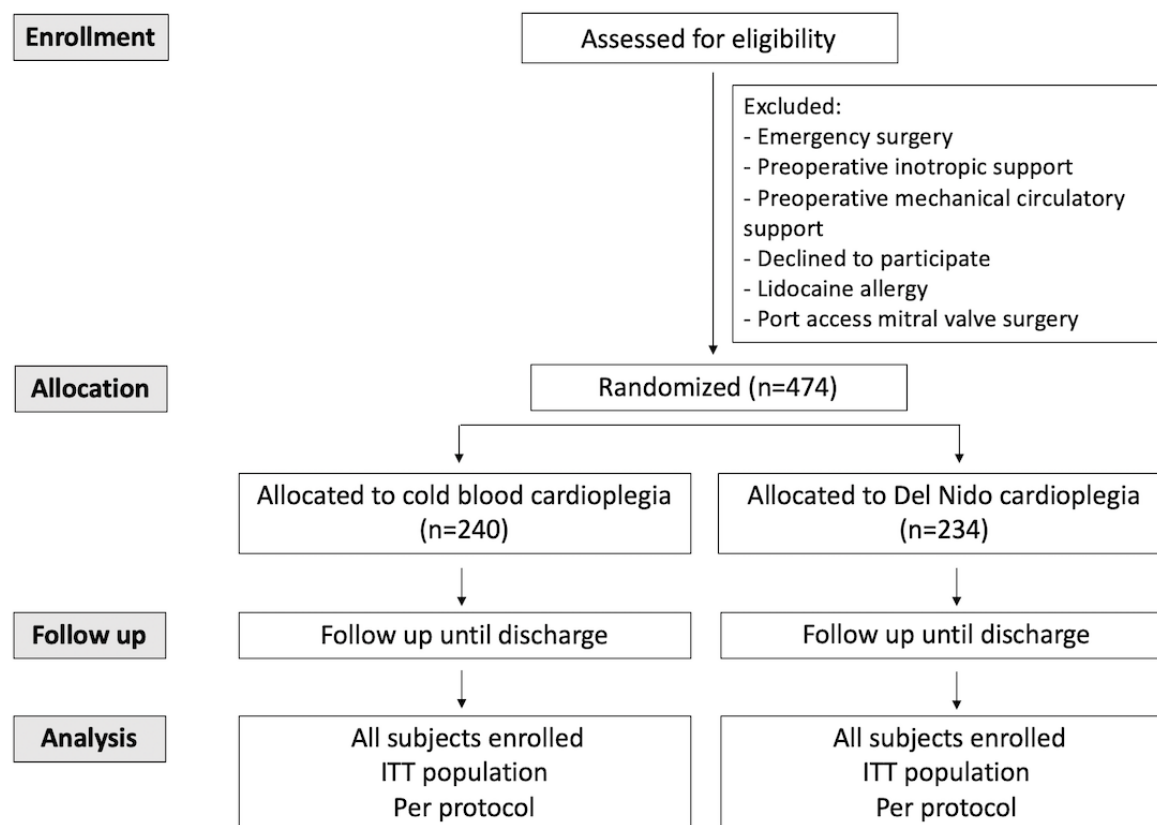 Enrollment
Assessed for eligibility
Excluded:
- Emergency surgery
- Preoperative inotropic support
- Preoperative mechanical circulatory
support
- Declined to participate
- Lidocaine allergy
- Port access mitral valve surgery
Allocation
Randomized (n=474)
Allocated to cold blood cardioplegia
(n=240)
Allocated to Del Nido cardioplegia
(n=234)
Follow up
Follow up until discharge
Follow up until discharge
Analysis
All subjects enrolled
ITT population
Per protocol
All subjects enrolled
ITT population
Per protocol